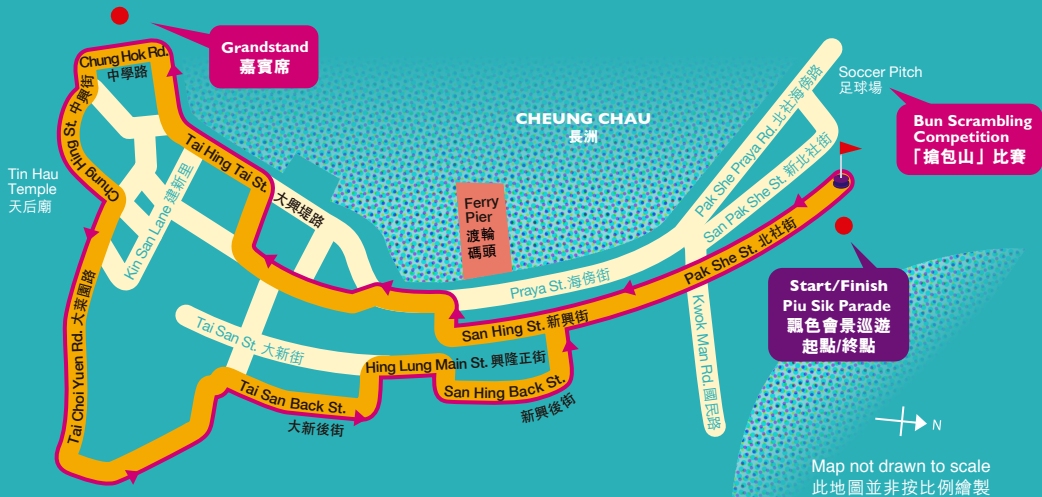 Chung Hok Rd.
中學路
Grandstand
嘉賓席
Chung Hing St. 中興街
Tin Hau
Temple
天后廟
Kin San Lane 建新里
Tai Hing Tai St.
大興堤路
CHEUNG CHAU
長洲
Ferry
Pier
渡輪
碼頭
Soccer Pitch
足球場
Bun Scrambling
Competition
「搶包山」比賽
Pak She Praya Rd. 北社海傍路
San Pak She St. 新北社街
Pak She St. 北社街
Praya St. 海傍街
San Hing St. 新興街
Start/Finish
Piu Sik Parade
飄色會景巡遊
起點/終點
Kwok Man Rd. 國民路
Tai Choi Yuen Rd. 大菜園路
Tai San St. 大新街
Hing Lung Main St. 興隆正街
San Hing Back St.
新興後街
Tai San Back St.
大新後街
N
Map not drawn to scale
此地圖並非按比例繪製